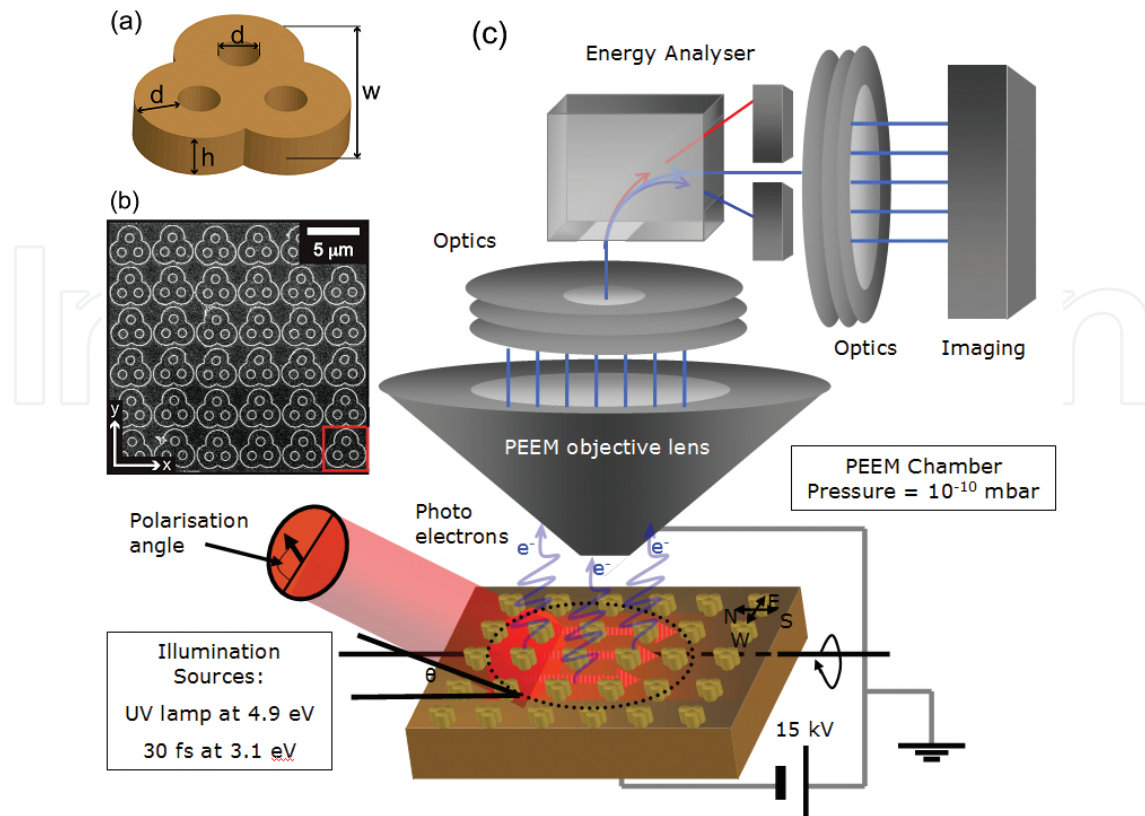 (a)
d
w
d
h
(b)
5 μm
y
x
(c)
Energy Analyser
Optics
Optics
Imaging
PEEM objective lens
PEEM Chamber
Pressure = 10⁻¹⁰ mbar
Polarisation
angle
Photo
electrons
e⁻
e⁻
e⁻
N
E
S
W
θ
Illumination
Sources:
UV lamp at 4.9 eV
30 fs at 3.1 eV
15 kV